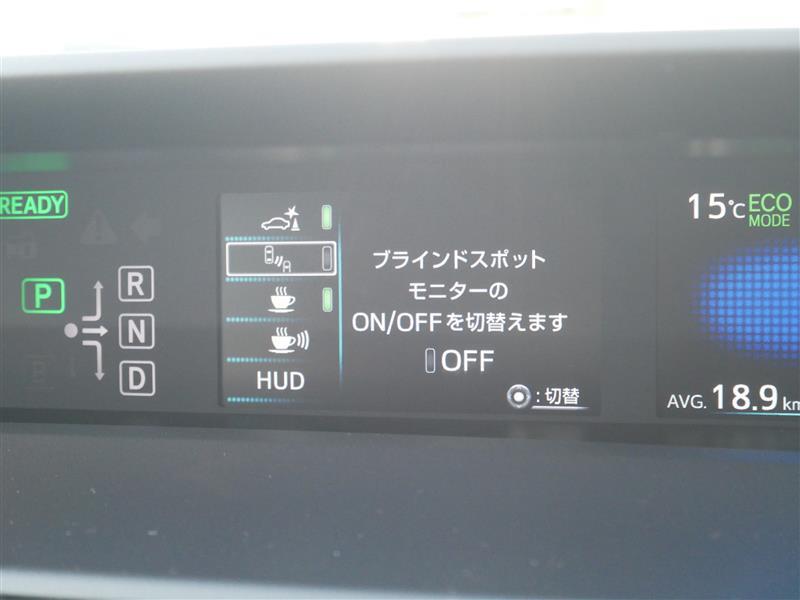 READY
P
R
N
D
HUD
ブラインドスポット
モニターの
ON/OFFを切替えます
OFF
:切替
15℃
ECO
MODE
AVG. 18.9 km